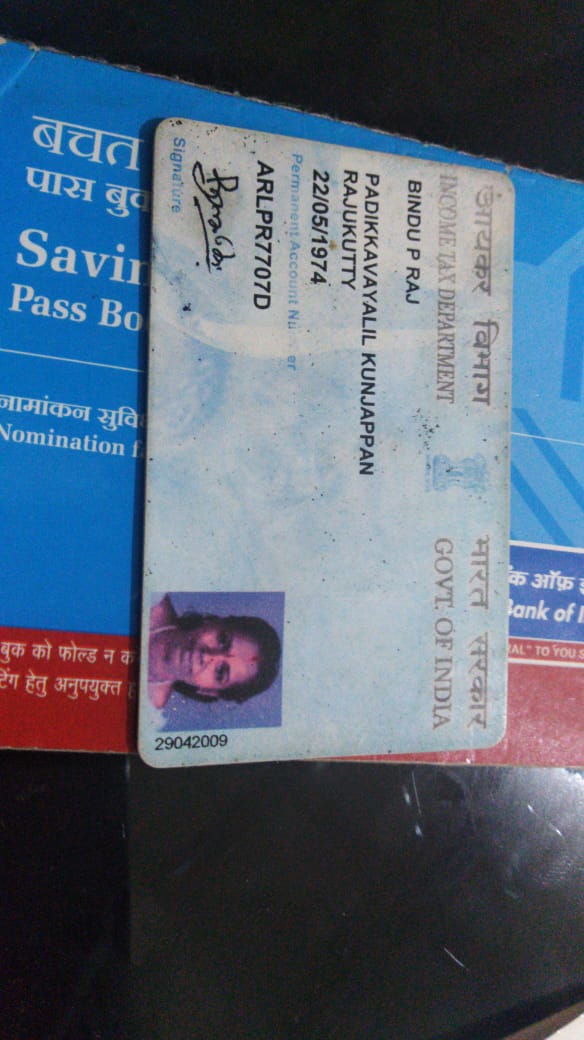 आयकर विभाग
INCOME TAX DEPARTMENT
भारत सरकार
GOVT. OF INDIA
BINDU P RAJ
PADIKKAVAYALIL KUNJAPPAN
RAJUKUTTY
22/05/1974
Permanent Account Number
ARLPR7707D
Signature
29042009
बचत
पास बुक
Savin
Pass Bo
नामांकन सुवि
Nomination f
बुक को फोल्ड न क
टिंग हेतु अनुपयुक्त ह
क ऑफ़ इ
Bank of I
AL" TO YOU S